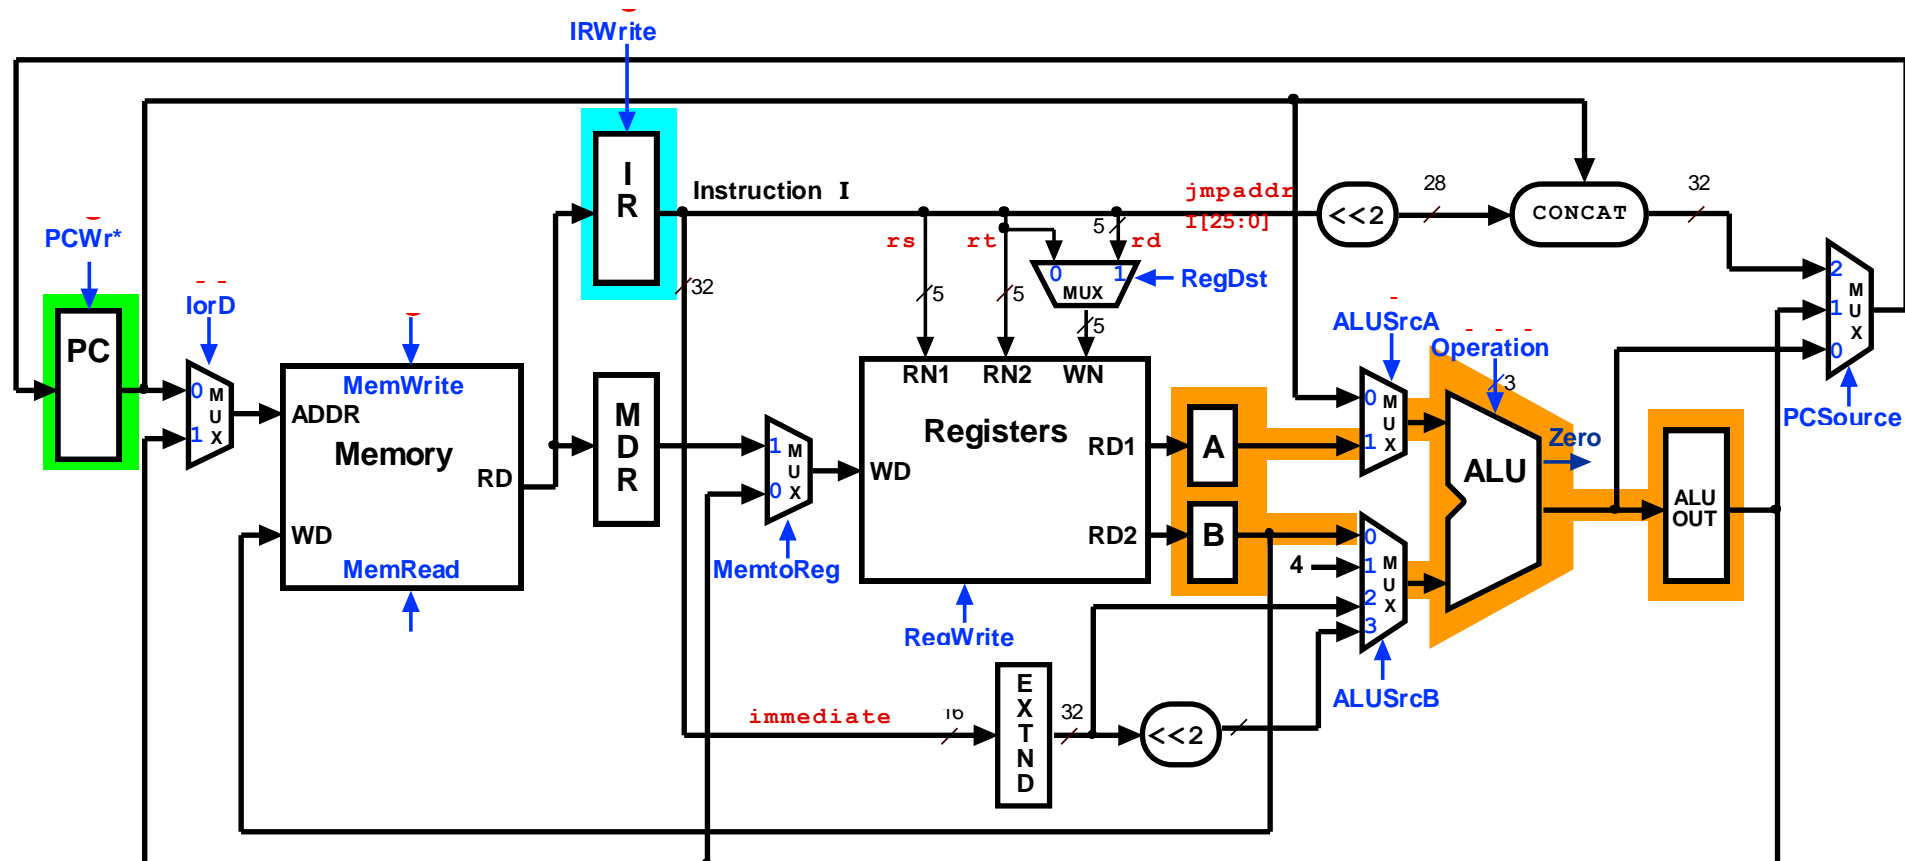 IRWrite
I
R
Instruction I
jmpaddr
I[25:0]
28
32
<<2
CONCAT
PCWr*
rs
rt
5
rd
32
5
5
0 1
MUX
RegDst
5
IorD
PC
0
1
M
U
X
MemWrite
ADDR
Memory
RD
WD
MemRead
M
D
R
1
0
M
U
X
MemtoReg
RN1
RN2
WN
Registers
RD1
WD
RD2
RegWrite
A
B
ALUSrcA
Operation
3
0
1
M
U
X
4
0
1
2
3
M
U
X
ALUSrcB
ALU
Zero
ALU
OUT
2
1
0
M
U
X
PCSource
immediate
16
E
X
T
N
D
32
<<2